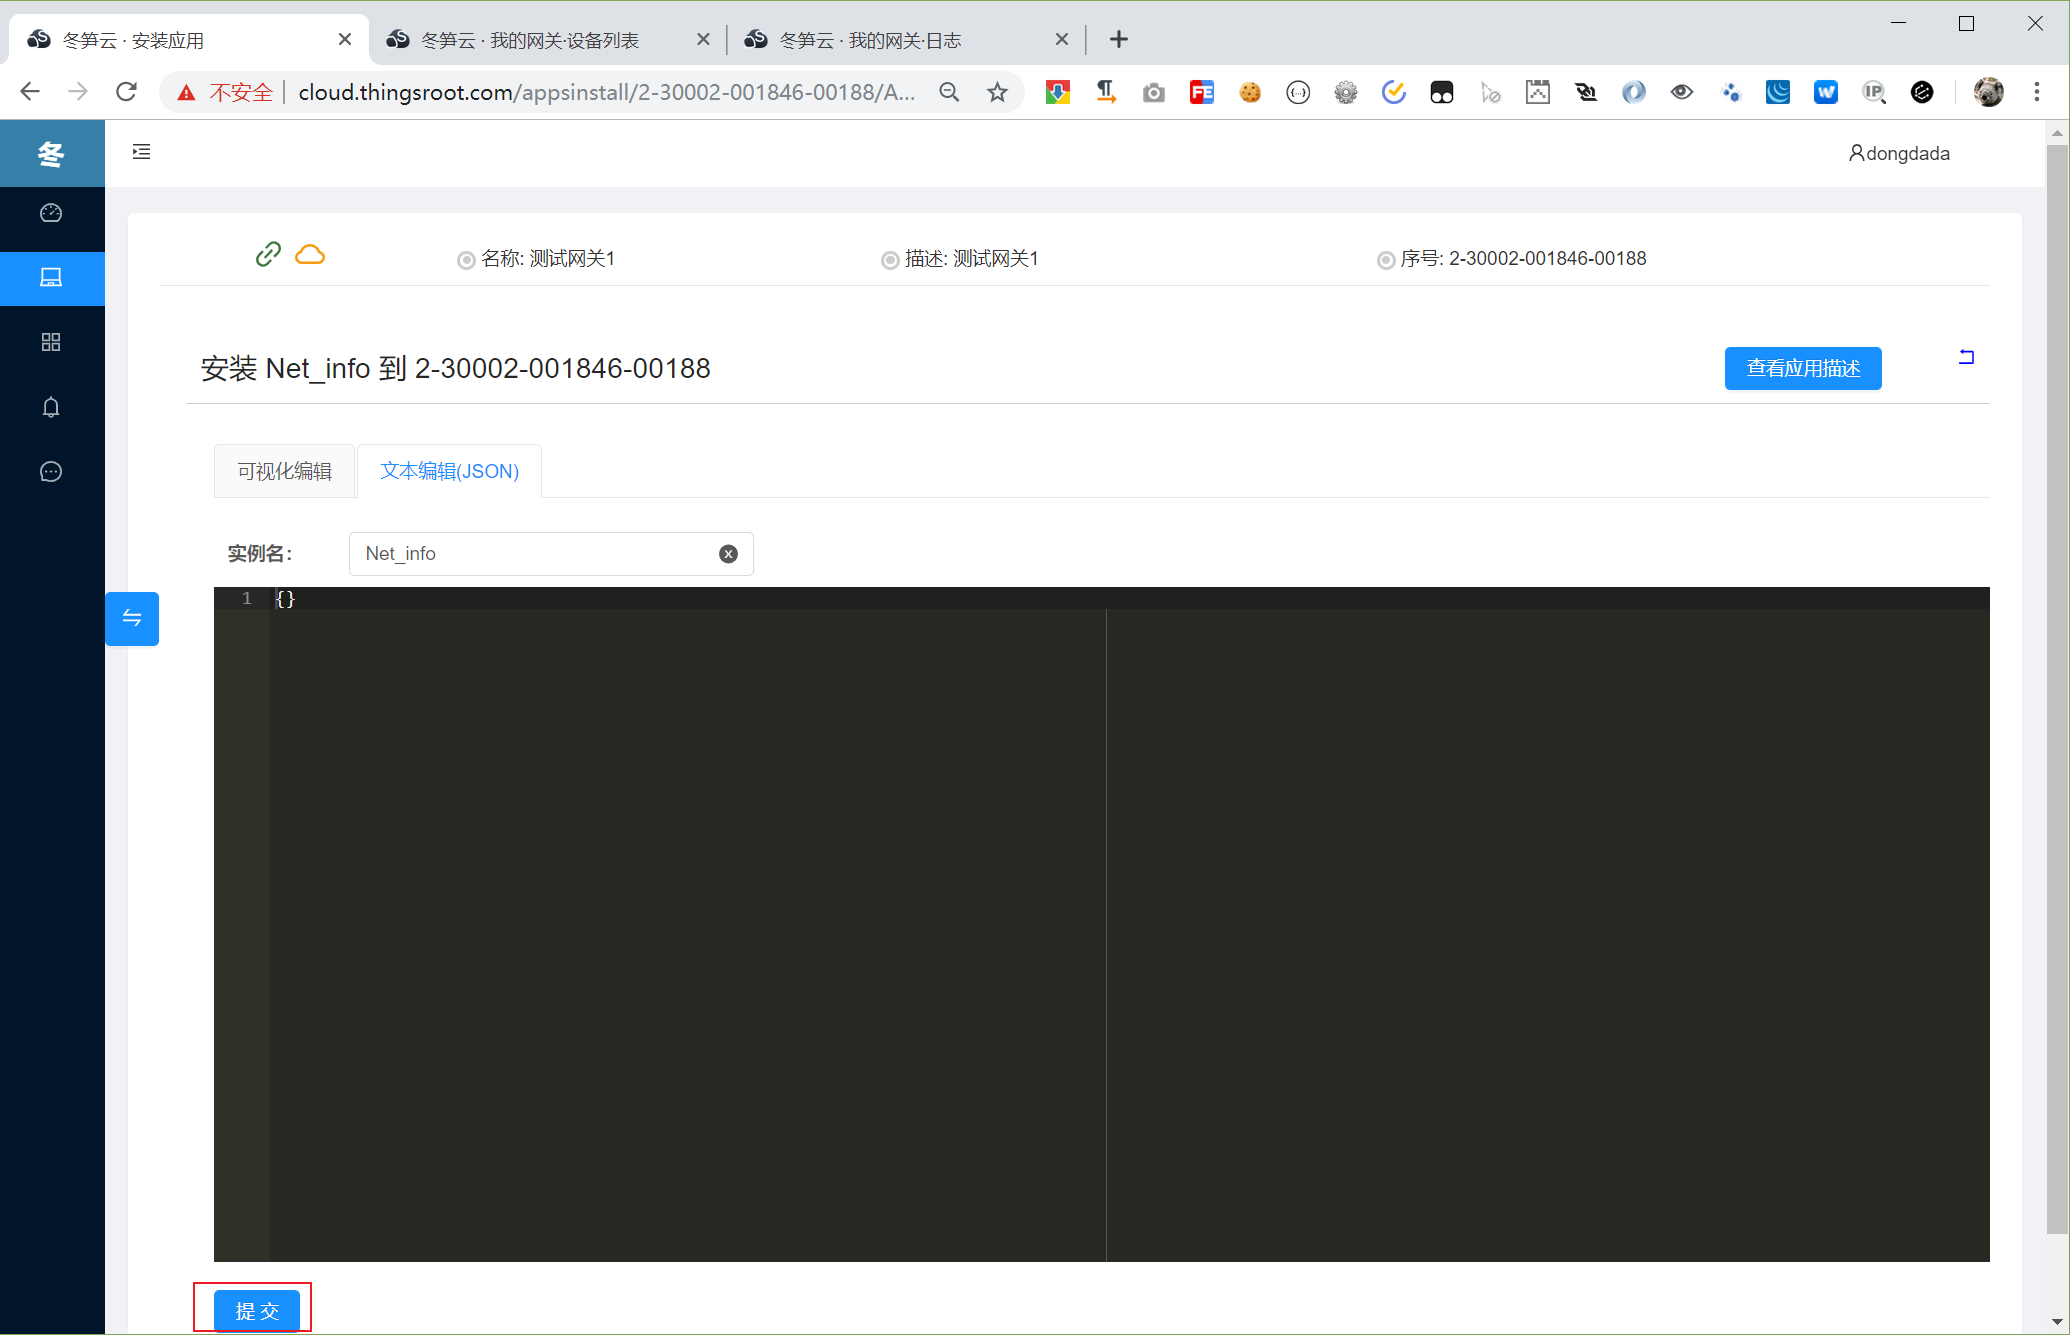 冬笋云 · 安装应用
冬笋云 · 我的网关·设备列表
冬笋云 · 我的网关·日志
不安全
cloud.thingsroot.com/appsinstall/2-30002-001846-00188/A...
冬
dongdada
名称: 测试网关1
描述: 测试网关1
序号: 2-30002-001846-00188
安装 Net_info 到 2-30002-001846-00188
查看应用描述
可视化编辑
文本编辑(JSON)
实例名:
Net_info
1 {}
提 交